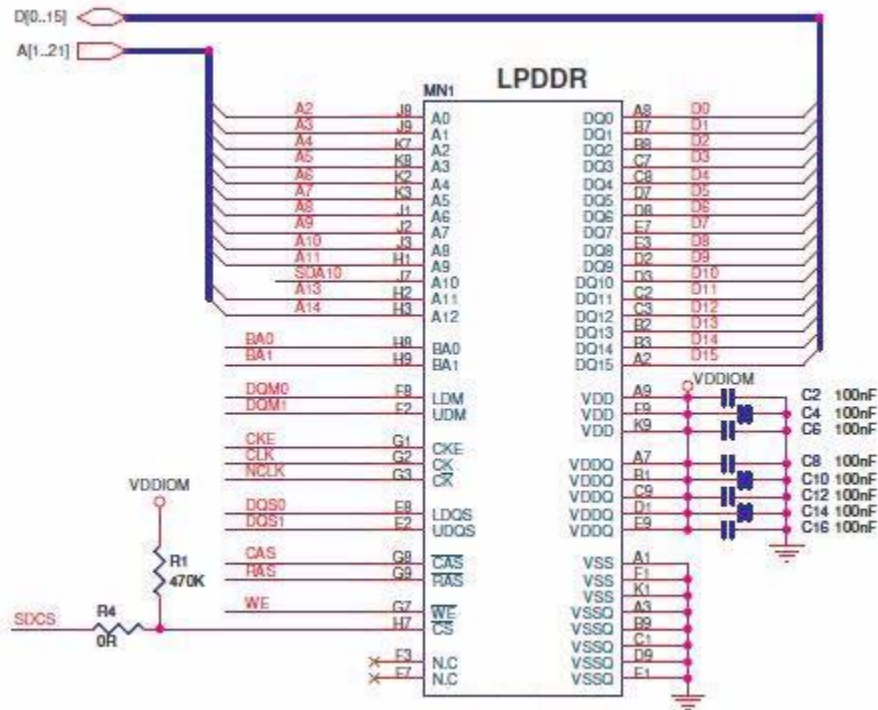 D[0..15]
A[1..21]
LPDDR
MN1
A2 J8 A0 DQ0 A8 D0
A3 J9 A1 DQ1 B7 D1
A4 K7 A2 DQ2 B8 D2
A5 K8 A3 DQ3 C7 D3
A6 K2 A4 DQ4 C8 D4
A7 K3 A5 DQ5 D7 D5
A8 J1 A6 DQ6 D8 D6
A9 J2 A7 DQ7 E7 D7
A10 J3 A8 DQ8 E3 D8
A11 H1 A9 DQ9 D2 D9
SDA10 J7 A10 DQ10 D3 D10
A13 H2 A11 DQ11 C2 D11
A14 H3 A12 DQ12 C3 D12
DQ13 B2 D13
BA0 H8 BA0 DQ14 B3 D14
BA1 H9 BA1 DQ15 A2 D15
VDDIOM
DQM0 F8 LDM VDD A9 C2 100nF
DQM1 F2 UDM VDD F9 C4 100nF
VDD K9 C6 100nF
CKE G1 CKE
CLK G2 CK VDDQ A7 C8 100nF
NCLK G3 CK VDDQ B1 C10 100nF
VDDIOM
VDDQ C9 C12 100nF
DQS0 E8 LDQS VDDQ D1 C14 100nF
DQS1 E2 UDQS VDDQ E9 C16 100nF
R1
470K
CAS G8 CAS VSS A1
RAS G9 RAS VSS F1
VSS K1
WE G7 WE VSSQ A3
SDCS R4 H7 CS VSSQ B9
0R
VSSQ C1
F3 N.C VSSQ D9
F7 N.C VSSQ E1